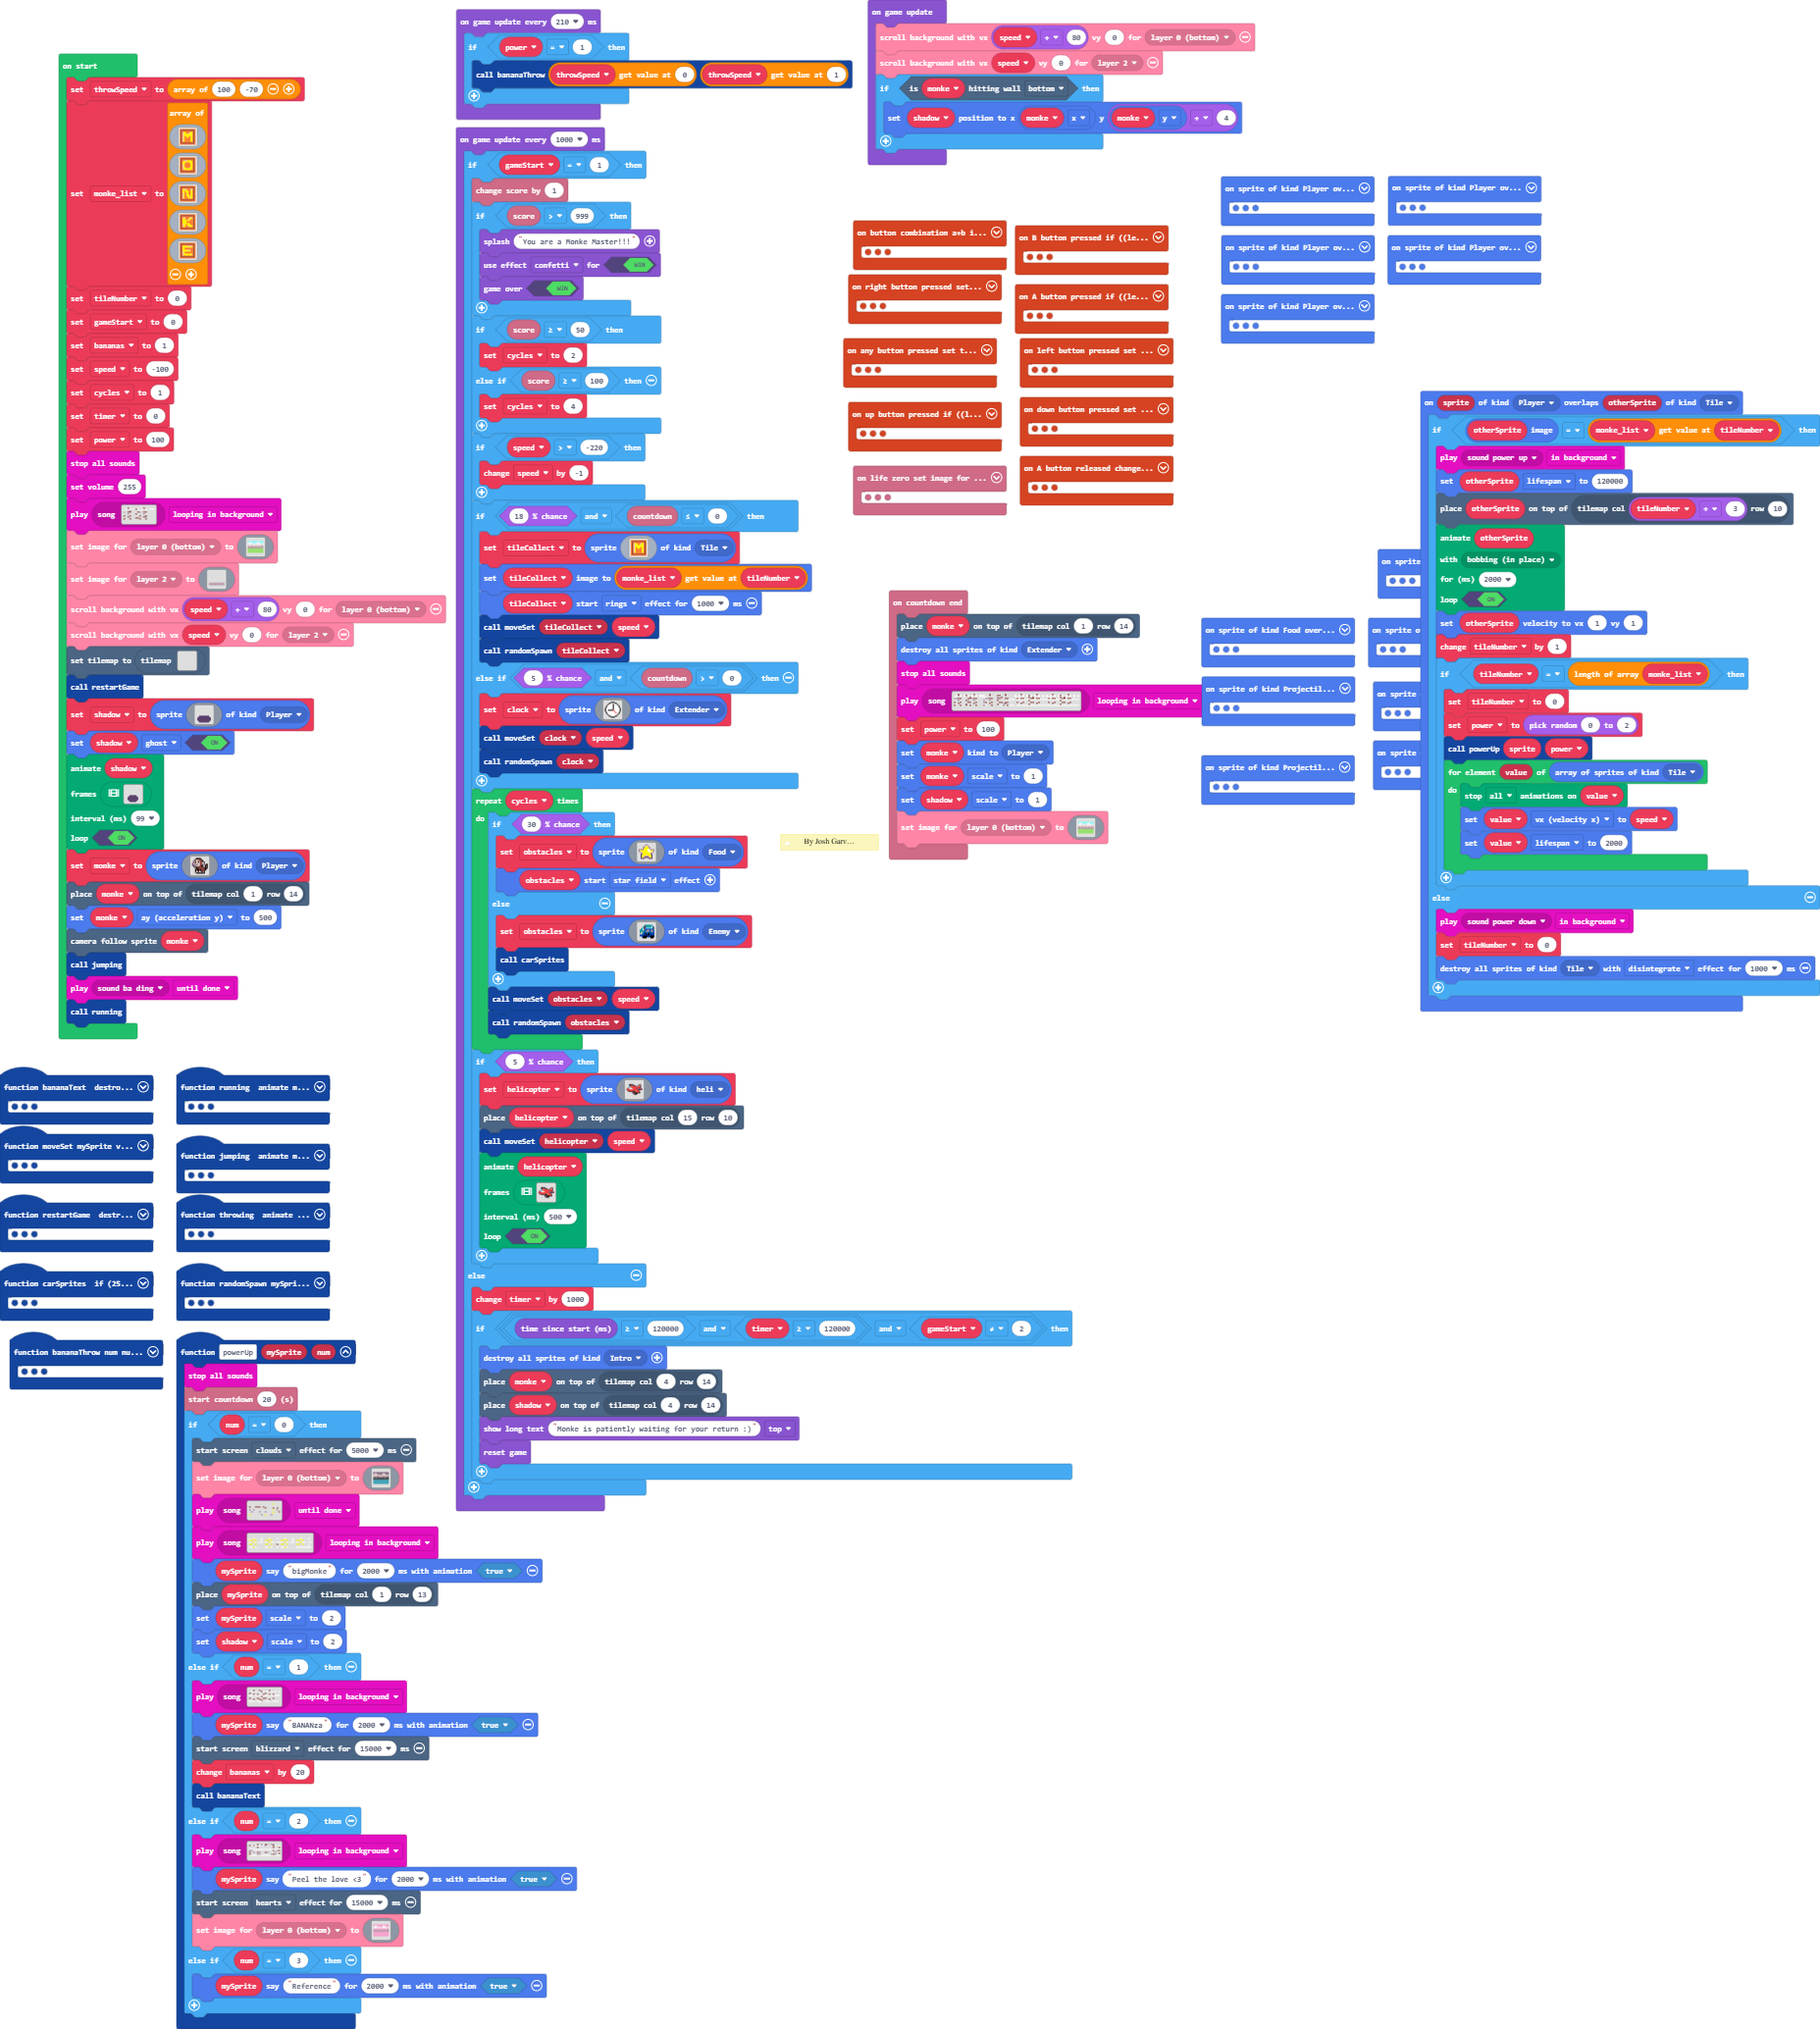 on start
set throwSpeed to array of 100 -70
set monke_list to array of
M
O
N
K
E
set tileNumber to 0
set gameStart to 0
set bananas to 1
set speed to -100
set cycles to 1
set timer to 0
set power to 100
stop all sounds
set volume 255
play song looping in background
set image for layer 0 (bottom) to
set image for layer 2 to
scroll background with vx speed + 80 vy 0 for layer 0 (bottom)
scroll background with vx speed vy 0 for layer 2
set tilemap to tilemap
call restartGame
set shadow to sprite of kind Player
set shadow ghost ON
animate shadow
frames
interval (ms) 99
loop ON
set monke to sprite of kind Player
place monke on top of tilemap col 1 row 14
set monke ay (acceleration y) to 500
camera follow sprite monke
call jumping
play sound ba ding until done
call running
function bananaText destro...
function running animate m...
function moveSet mySprite v...
function jumping animate m...
function restartGame destr...
function throwing animate ...
function carSprites if (25...
function randomSpawn mySpri...
function bananaThrow num nu...
function powerUp mySprite num
stop all sounds
start countdown 20 (s)
if num = 0 then
start screen clouds effect for 5000 ms
set image for layer 0 (bottom) to
play song until done
play song looping in background
mySprite say "bigMonke" for 2000 ms with animation true
place mySprite on top of tilemap col 1 row 13
set mySprite scale to 2
set shadow scale to 2
else if num = 1 then
play song looping in background
mySprite say "BANANza" for 2000 ms with animation true
start screen blizzard effect for 15000 ms
change bananas by 20
call bananaText
else if num = 2 then
play song looping in background
mySprite say "Peel the love <3" for 2000 ms with animation true
start screen hearts effect for 15000 ms
set image for layer 0 (bottom) to
else if num = 3 then
mySprite say "Reference" for 2000 ms with animation true
on game update every 210 ms
if power = 1 then
call bananaThrow throwSpeed get value at 0 throwSpeed get value at 1
on game update every 1000 ms
if gameStart = 1 then
change score by 1
if score > 999 then
splash "You are a Monke Master!!!"
use effect confetti for WIN
game over WIN
if score ≥ 50 then
set cycles to 2
else if score ≥ 100 then
set cycles to 4
if speed > -220 then
change speed by -1
if 18 % chance and countdown ≤ 0 then
set tileCollect to sprite M of kind Tile
set tileCollect image to monke_list get value at tileNumber
tileCollect start rings effect for 1000 ms
call moveSet tileCollect speed
call randomSpawn tileCollect
else if 5 % chance and countdown > 0 then
set clock to sprite of kind Extender
call moveSet clock speed
call randomSpawn clock
repeat cycles times
do if 30 % chance then
set obstacles to sprite of kind Food
obstacles start star field effect
else
set obstacles to sprite of kind Enemy
call carSprites
call moveSet obstacles speed
call randomSpawn obstacles
if 5 % chance then
set helicopter to sprite of kind heli
place helicopter on top of tilemap col 15 row 10
call moveSet helicopter speed
animate helicopter
frames
interval (ms) 500
loop ON
else
change timer by 1000
if time since start (ms) ≥ 120000 and timer ≥ 120000 and gameStart ≠ 2 then
destroy all sprites of kind Intro
place monke on top of tilemap col 4 row 14
place shadow on top of tilemap col 4 row 14
show long text "Monke is patiently waiting for your return :)" top
reset game
on game update
scroll background with vx speed + 80 vy 0 for layer 0 (bottom)
scroll background with vx speed vy 0 for layer 2
if is monke hitting wall bottom then
set shadow position to x monke x y monke y + 4
on button combination a+b i...
on B button pressed if ((le...
on right button pressed set...
on A button pressed if ((le...
on any button pressed set t...
on left button pressed set ...
on up button pressed if ((l...
on down button pressed set ...
on life zero set image for ...
on A button released change...
By Josh Garv...
on countdown end
place monke on top of tilemap col 1 row 14
destroy all sprites of kind Extender
stop all sounds
play song looping in background
set power to 100
set monke kind to Player
set monke scale to 1
set shadow scale to 1
set image for layer 0 (bottom) to
on sprite of kind Player ov...
on sprite of kind Player ov...
on sprite of kind Player ov...
on sprite of kind Player ov...
on sprite of kind Player ov...
on sprite
on sprite of kind Food over...
on sprite o
on sprite of kind Projectil...
on sprite
on sprite of kind Projectil...
on sprite
on sprite of kind Player overlaps otherSprite of kind Tile
if otherSprite image = monke_list get value at tileNumber then
play sound power up in background
set otherSprite lifespan to 120000
place otherSprite on top of tilemap col tileNumber + 3 row 10
animate otherSprite
with bobbing (in place)
for (ms) 2000
loop ON
set otherSprite velocity to vx 1 vy 1
change tileNumber by 1
if tileNumber = length of array monke_list then
set tileNumber to 0
set power to pick random 0 to 2
call powerUp sprite power
for element value of array of sprites of kind Tile
do stop all animations on value
set value vx (velocity x) to speed
set value lifespan to 2000
else
play sound power down in background
set tileNumber to 0
destroy all sprites of kind Tile with disintegrate effect for 1000 ms